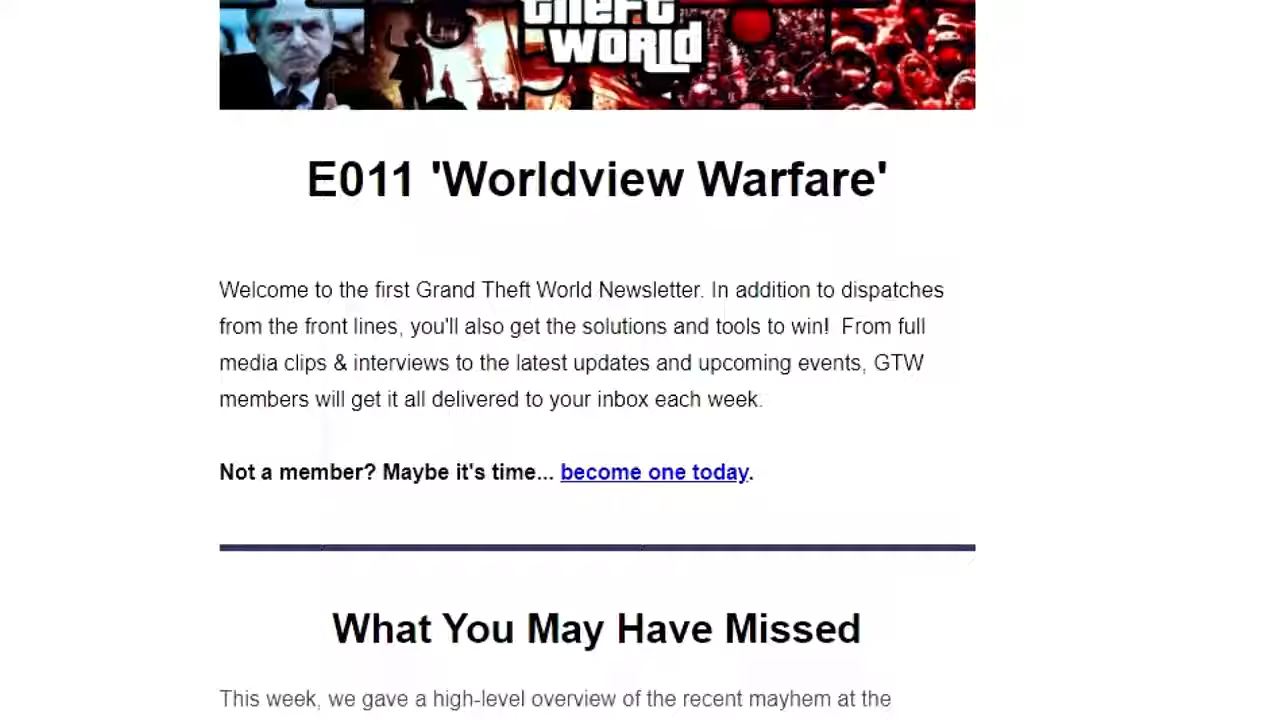 theft
WORld
E011 'Worldview Warfare'
Welcome to the first Grand Theft World Newsletter. In addition to dispatches
from the front lines, you'll also get the solutions and tools to win!  From full
media clips & interviews to the latest updates and upcoming events, GTW
members will get it all delivered to your inbox each week.
Not a member? Maybe it's time... become one today.
What You May Have Missed
This week, we gave a high-level overview of the recent mayhem at the